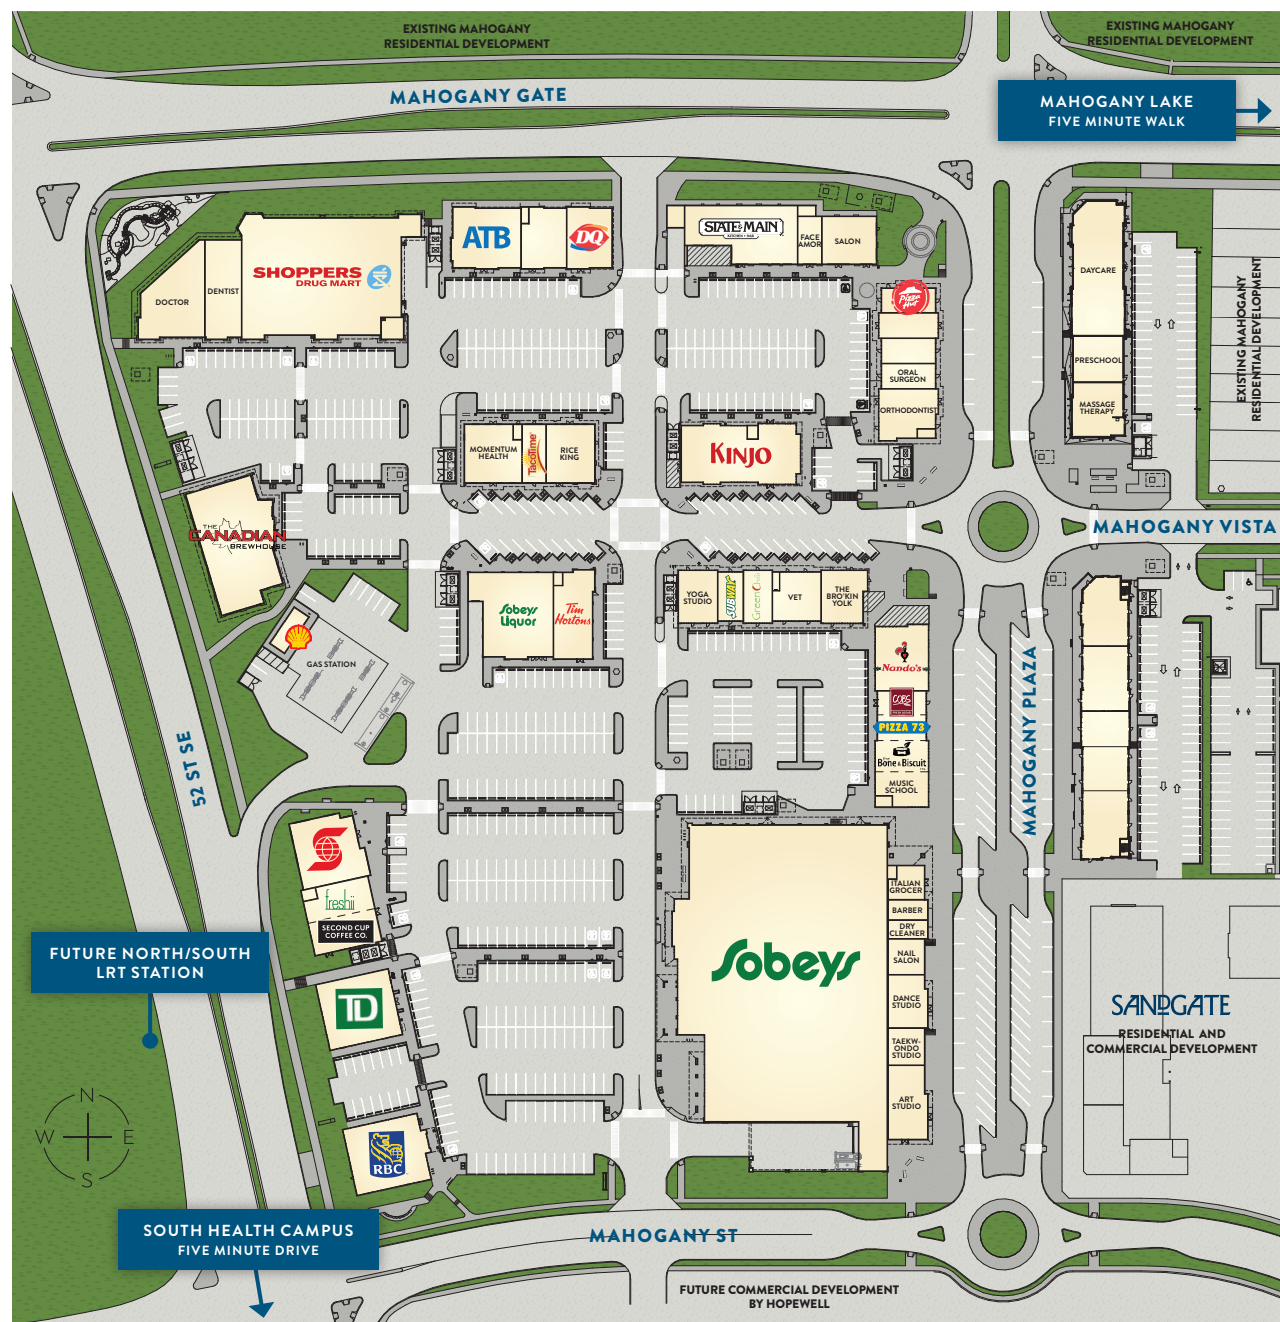 EXISTING MAHOGANY
RESIDENTIAL DEVELOPMENT
EXISTING MAHOGANY
RESIDENTIAL DEVELOPMENT
MAHOGANY GATE
MAHOGANY LAKE
FIVE MINUTE WALK
ATB
DQ
STATE & MAIN
KITCHEN + BAR
FACE
AMOR
SALON
SHOPPERS
DRUG MART
DOCTOR
DENTIST
DAYCARE
Pizza
Hut
PRESCHOOL
MASSAGE
THERAPY
EXISTING MAHOGANY
RESIDENTIAL DEVELOPMENT
ORAL
SURGEON
ORTHODONTIST
MOMENTUM
HEALTH
TacoTime
RICE
KING
KINJO
THE
CANADIAN
BREWHOUSE
MAHOGANY VISTA
Sobeys
Liquor
Tim
Hortons
YOGA
STUDIO
SUBWAY
GreenChili
VET
THE
BRO'KIN
YOLK
GAS STATION
Nando's
COBS
PIZZA 73
Bone & Biscuit
MUSIC
SCHOOL
52 ST SE
MAHOGANY PLAZA
freshii
SECOND CUP
COFFEE CO.
ITALIAN
GROCER
BARBER
DRY
CLEANER
NAIL
SALON
DANCE
STUDIO
TAEKW-
ONDO
STUDIO
ART
STUDIO
Sobeys
FUTURE NORTH/SOUTH
LRT STATION
TD
SANDGATE
RESIDENTIAL AND
COMMERCIAL DEVELOPMENT
N
W E
S
RBC
SOUTH HEALTH CAMPUS
FIVE MINUTE DRIVE
MAHOGANY ST
FUTURE COMMERCIAL DEVELOPMENT
BY HOPEWELL